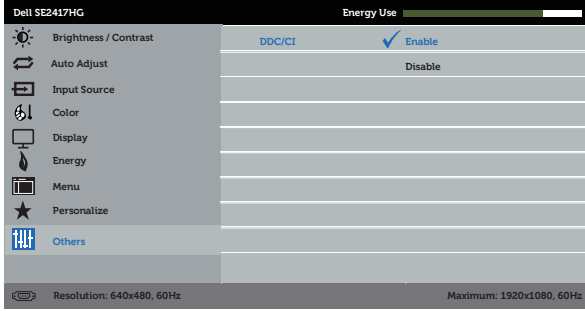 Dell SE2417HG Energy Use
Brightness / Contrast DDC/CI Enable
Auto Adjust Disable
Input Source
Color
Display
Energy
Menu
Personalize
Others
Resolution: 640x480, 60Hz Maximum: 1920x1080, 60Hz